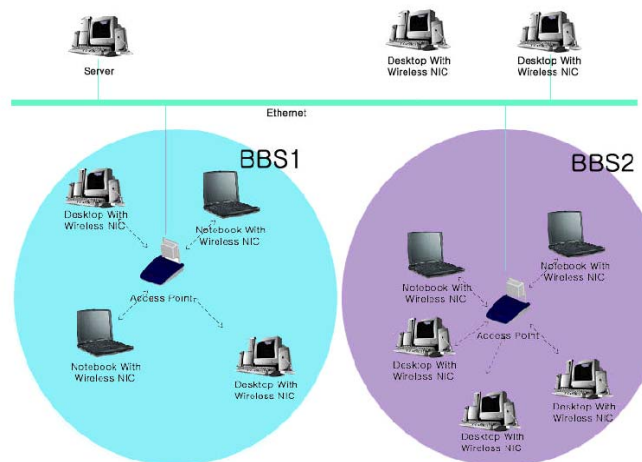 Server
Desktop With
Wireless NIC
Desktop With
Wireless NIC
Ethernet
BBS1
Desktop With
Wireless NIC
Notebook With
Wireless NIC
Access Point
Notebook With
Wireless NIC
Desktop With
Wireless NIC
BBS2
Notebook With
Wireless NIC
Notebook With
Wireless NIC
Access Point
Desktop With
Wireless NIC
Desktop With
Wireless NIC
Desktop With
Wireless NIC